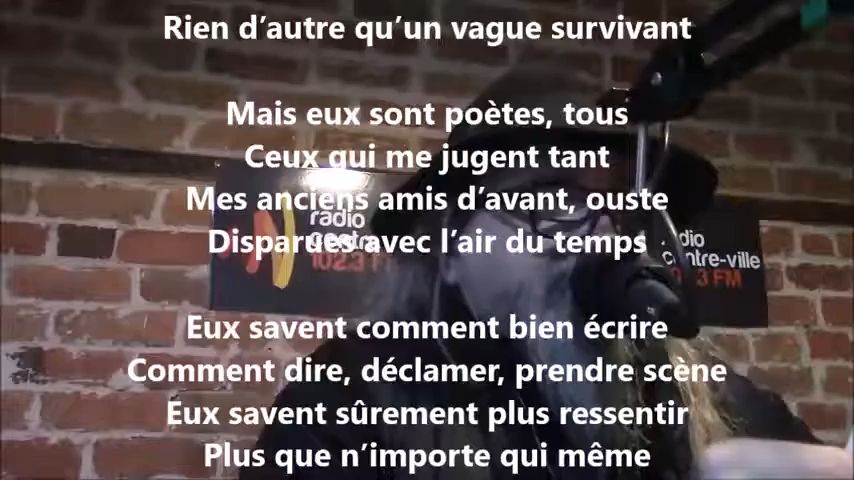 Rien d’autre qu’un vague survivant
Mais eux sont poètes, tous
Ceux qui me jugent tant
Mes anciens amis d’avant, ouste
Disparues avec l’air du temps
Eux savent comment bien écrire
Comment dire, déclamer, prendre scène
Eux savent sûrement plus ressentir
Plus que n’importe qui même
radio
centre
102.3 F
dio
centre-ville
3 FM